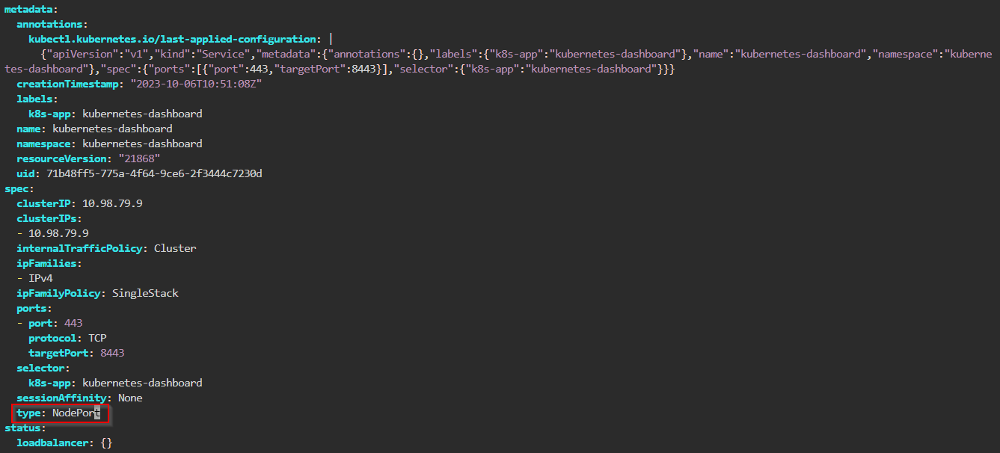 metadata:
  annotations:
    kubectl.kubernetes.io/last-applied-configuration: |
      {"apiVersion":"v1","kind":"Service","metadata":{"annotations":{},"labels":{"k8s-app":"kubernetes-dashboard"},"name":"kubernetes-dashboard","namespace":"kuberne
tes-dashboard"},"spec":{"ports":[{"port":443,"targetPort":8443}],"selector":{"k8s-app":"kubernetes-dashboard"}}}
  creationTimestamp: "2023-10-06T10:51:08Z"
  labels:
    k8s-app: kubernetes-dashboard
  name: kubernetes-dashboard
  namespace: kubernetes-dashboard
  resourceVersion: "21868"
  uid: 71b48ff5-775a-4f64-9ce6-2f3444c7230d
spec:
  clusterIP: 10.98.79.9
  clusterIPs:
  - 10.98.79.9
  internalTrafficPolicy: Cluster
  ipFamilies:
  - IPv4
  ipFamilyPolicy: SingleStack
  ports:
  - port: 443
    protocol: TCP
    targetPort: 8443
  selector:
    k8s-app: kubernetes-dashboard
  sessionAffinity: None
  type: NodePort
status:
  loadbalancer: {}